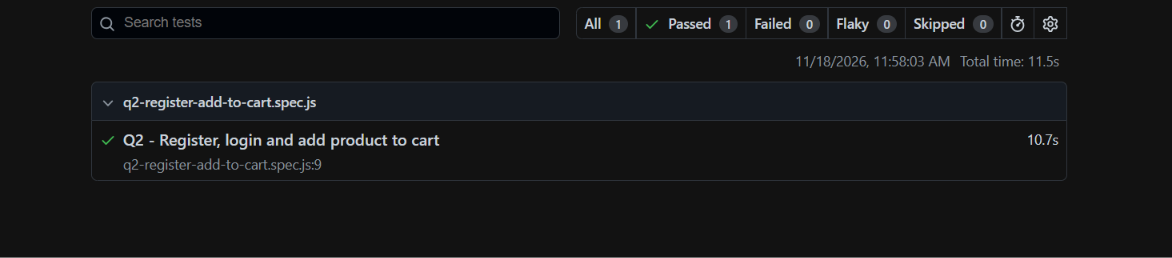 Search tests
All 1 Passed 1 Failed 0 Flaky 0 Skipped 0
11/18/2026, 11:58:03 AM Total time: 11.5s
q2-register-add-to-cart.spec.js
Q2 - Register, login and add product to cart 10.7s
q2-register-add-to-cart.spec.js:9